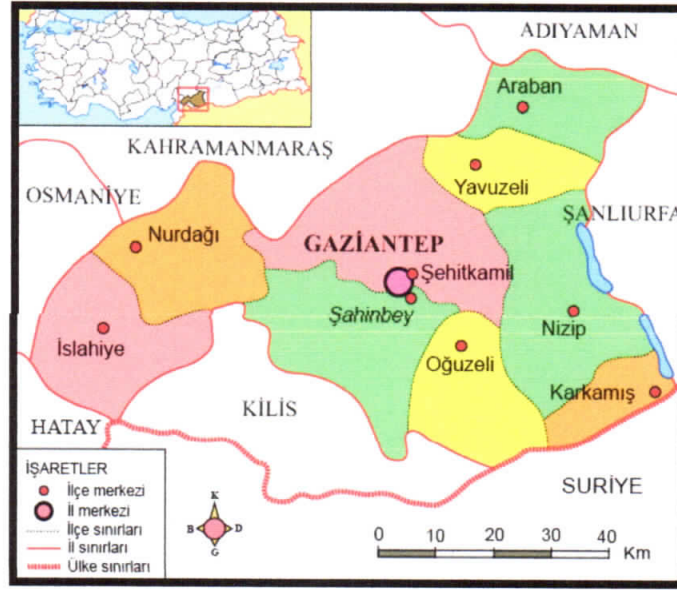 ADIYAMAN
Araban
KAHRAMANMARAŞ
Yavuzeli
OSMANİYE
ŞANLIURFA
Nurdağı
GAZİANTEP
Şehitkamil
Şahinbey
Nizip
İslahiye
Oğuzeli
Karkamış
KİLİS
HATAY
SURİYE
İŞARETLER
İlçe merkezi
İl merkezi
İlçe sınırları
İl sınırları
Ülke sınırları
K
B D
G
0 10 20 30 40
Km